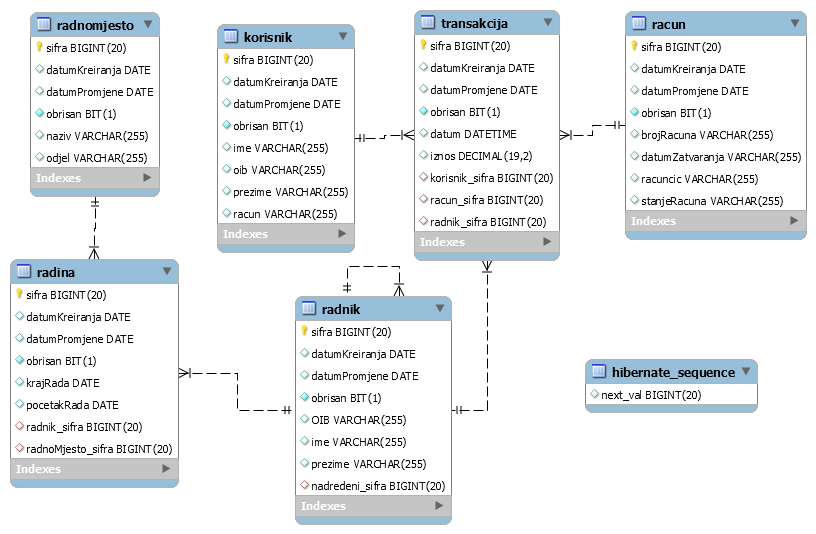 radnomjesto
sifra BIGINT(20)
datumKreiranja DATE
datumPromjene DATE
obrisan BIT(1)
naziv VARCHAR(255)
odjel VARCHAR(255)
Indexes
korisnik
sifra BIGINT(20)
datumKreiranja DATE
datumPromjene DATE
obrisan BIT(1)
ime VARCHAR(255)
oib VARCHAR(255)
prezime VARCHAR(255)
racun VARCHAR(255)
Indexes
transakcija
sifra BIGINT(20)
datumKreiranja DATE
datumPromjene DATE
obrisan BIT(1)
datum DATETIME
iznos DECIMAL(19,2)
korisnik_sifra BIGINT(20)
racun_sifra BIGINT(20)
radnik_sifra BIGINT(20)
Indexes
racun
sifra BIGINT(20)
datumKreiranja DATE
datumPromjene DATE
obrisan BIT(1)
brojRacuna VARCHAR(255)
datumZatvaranja VARCHAR(255)
racuncic VARCHAR(255)
stanjeRacuna VARCHAR(255)
Indexes
radina
sifra BIGINT(20)
datumKreiranja DATE
datumPromjene DATE
obrisan BIT(1)
krajRada DATE
pocetakRada DATE
radnik_sifra BIGINT(20)
radnoMjesto_sifra BIGINT(20)
Indexes
radnik
sifra BIGINT(20)
datumKreiranja DATE
datumPromjene DATE
obrisan BIT(1)
OIB VARCHAR(255)
ime VARCHAR(255)
prezime VARCHAR(255)
nadredeni_sifra BIGINT(20)
Indexes
hibernate_sequence
next_val BIGINT(20)
Indexes